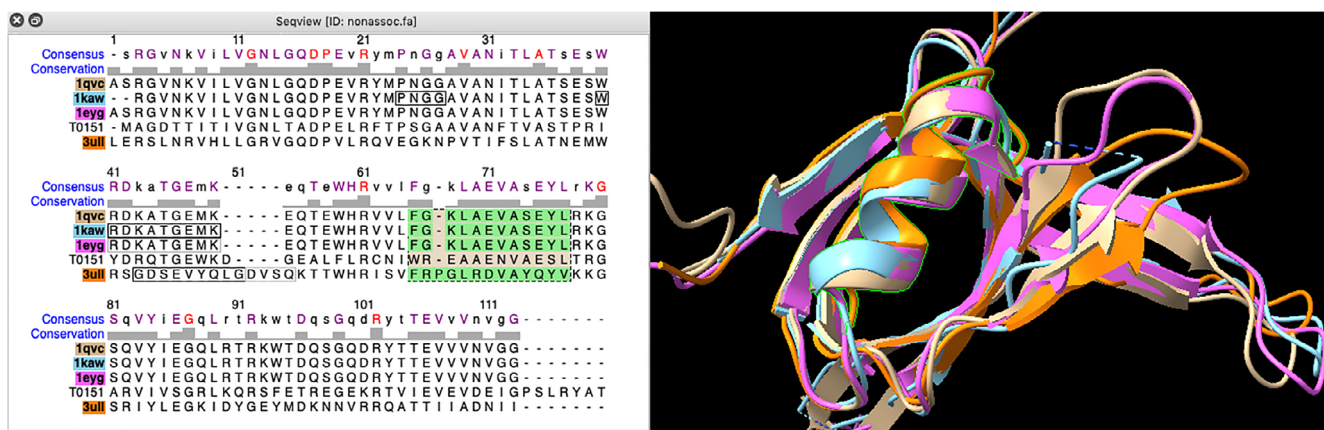 Seqview [ID: nonassoc.fa]
1 11 21 31
Consensus - s R G v N k V i L V G N L G Q D P E v R y m P n G g A V A N i T L A T s E s W
Conservation
1qvc A S R G V N K V I L V G N L G Q D P E V R Y M P N G G A V A N I T L A T S E S W
1kaw - - R G V N K V I L V G N L G Q D P E V R Y M P N G G A V A N I T L A T S E S W
1eyg A S R G V N K V I L V G N L G Q D P E V R Y M P N G G A V A N I T L A T S E S W
T0151 - M A G D T T I T I V G N L T A D P E L R F T P S G A A V A N F T V A S T P R I
3ull L E R S L N R V H L L G R V G Q D P V L R Q V E G K N P V T I F S L A T N E M W
41 51 61 71
Consensus R D k a T G E m K - - - - - e q T e W H R v v l F g - k L A E V A s E Y L r K G
Conservation
1qvc R D K A T G E M K - - - - - E Q T E W H R V V L F G - K L A E V A S E Y L R K G
1kaw R D K A T G E M K - - - - - E Q T E W H R V V L F G - K L A E V A S E Y L R K G
1eyg R D K A T G E M K - - - - - E Q T E W H R V V L F G - K L A E V A S E Y L R K G
T0151 Y D R Q T G E W K D - - - - - G E A L F L R C N I W R - E A A E N V A E S L T R G
3ull R S G D S E V Y Q L G D V S Q K T T W H R I S V F R P G L R D V A Y Q Y V K K G
81 91 101 111
Consensus S q V Y I E G q L r t R k w t D q s G q d R y t t E V v V n v g G - - - - - - -
Conservation
1qvc S Q V Y I E G Q L R T R K W T D Q S G Q D R Y T T E V V V N V G G - - - - - - -
1kaw S Q V Y I E G Q L R T R K W T D Q S G Q D R Y T T E V V V N V G G - - - - - - -
1eyg S Q V Y I E G Q L R T R K W T D Q S G Q D R Y T T E V V V N V G G - - - - - - -
T0151 A R V I V S G R L K Q R S F E T R E G E K R T V I E V E V D E I G P S L R Y A T
3ull S R I Y L E G K I D Y G E Y M D K N N V R R Q A T T I I A D N I I - - - - - - -